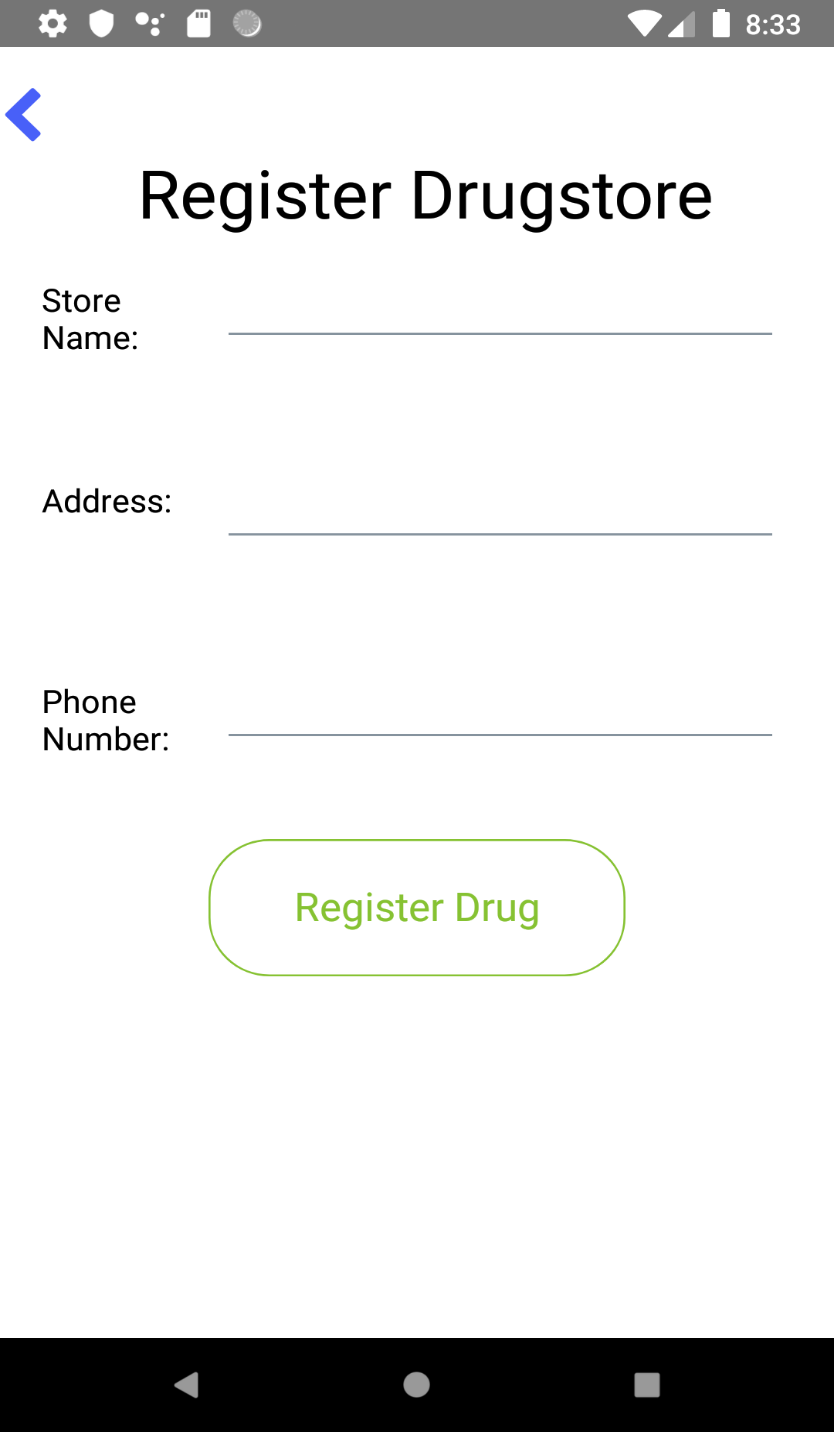 8:33
Register Drugstore
Store
Name:
Address:
Phone
Number:
Register Drug